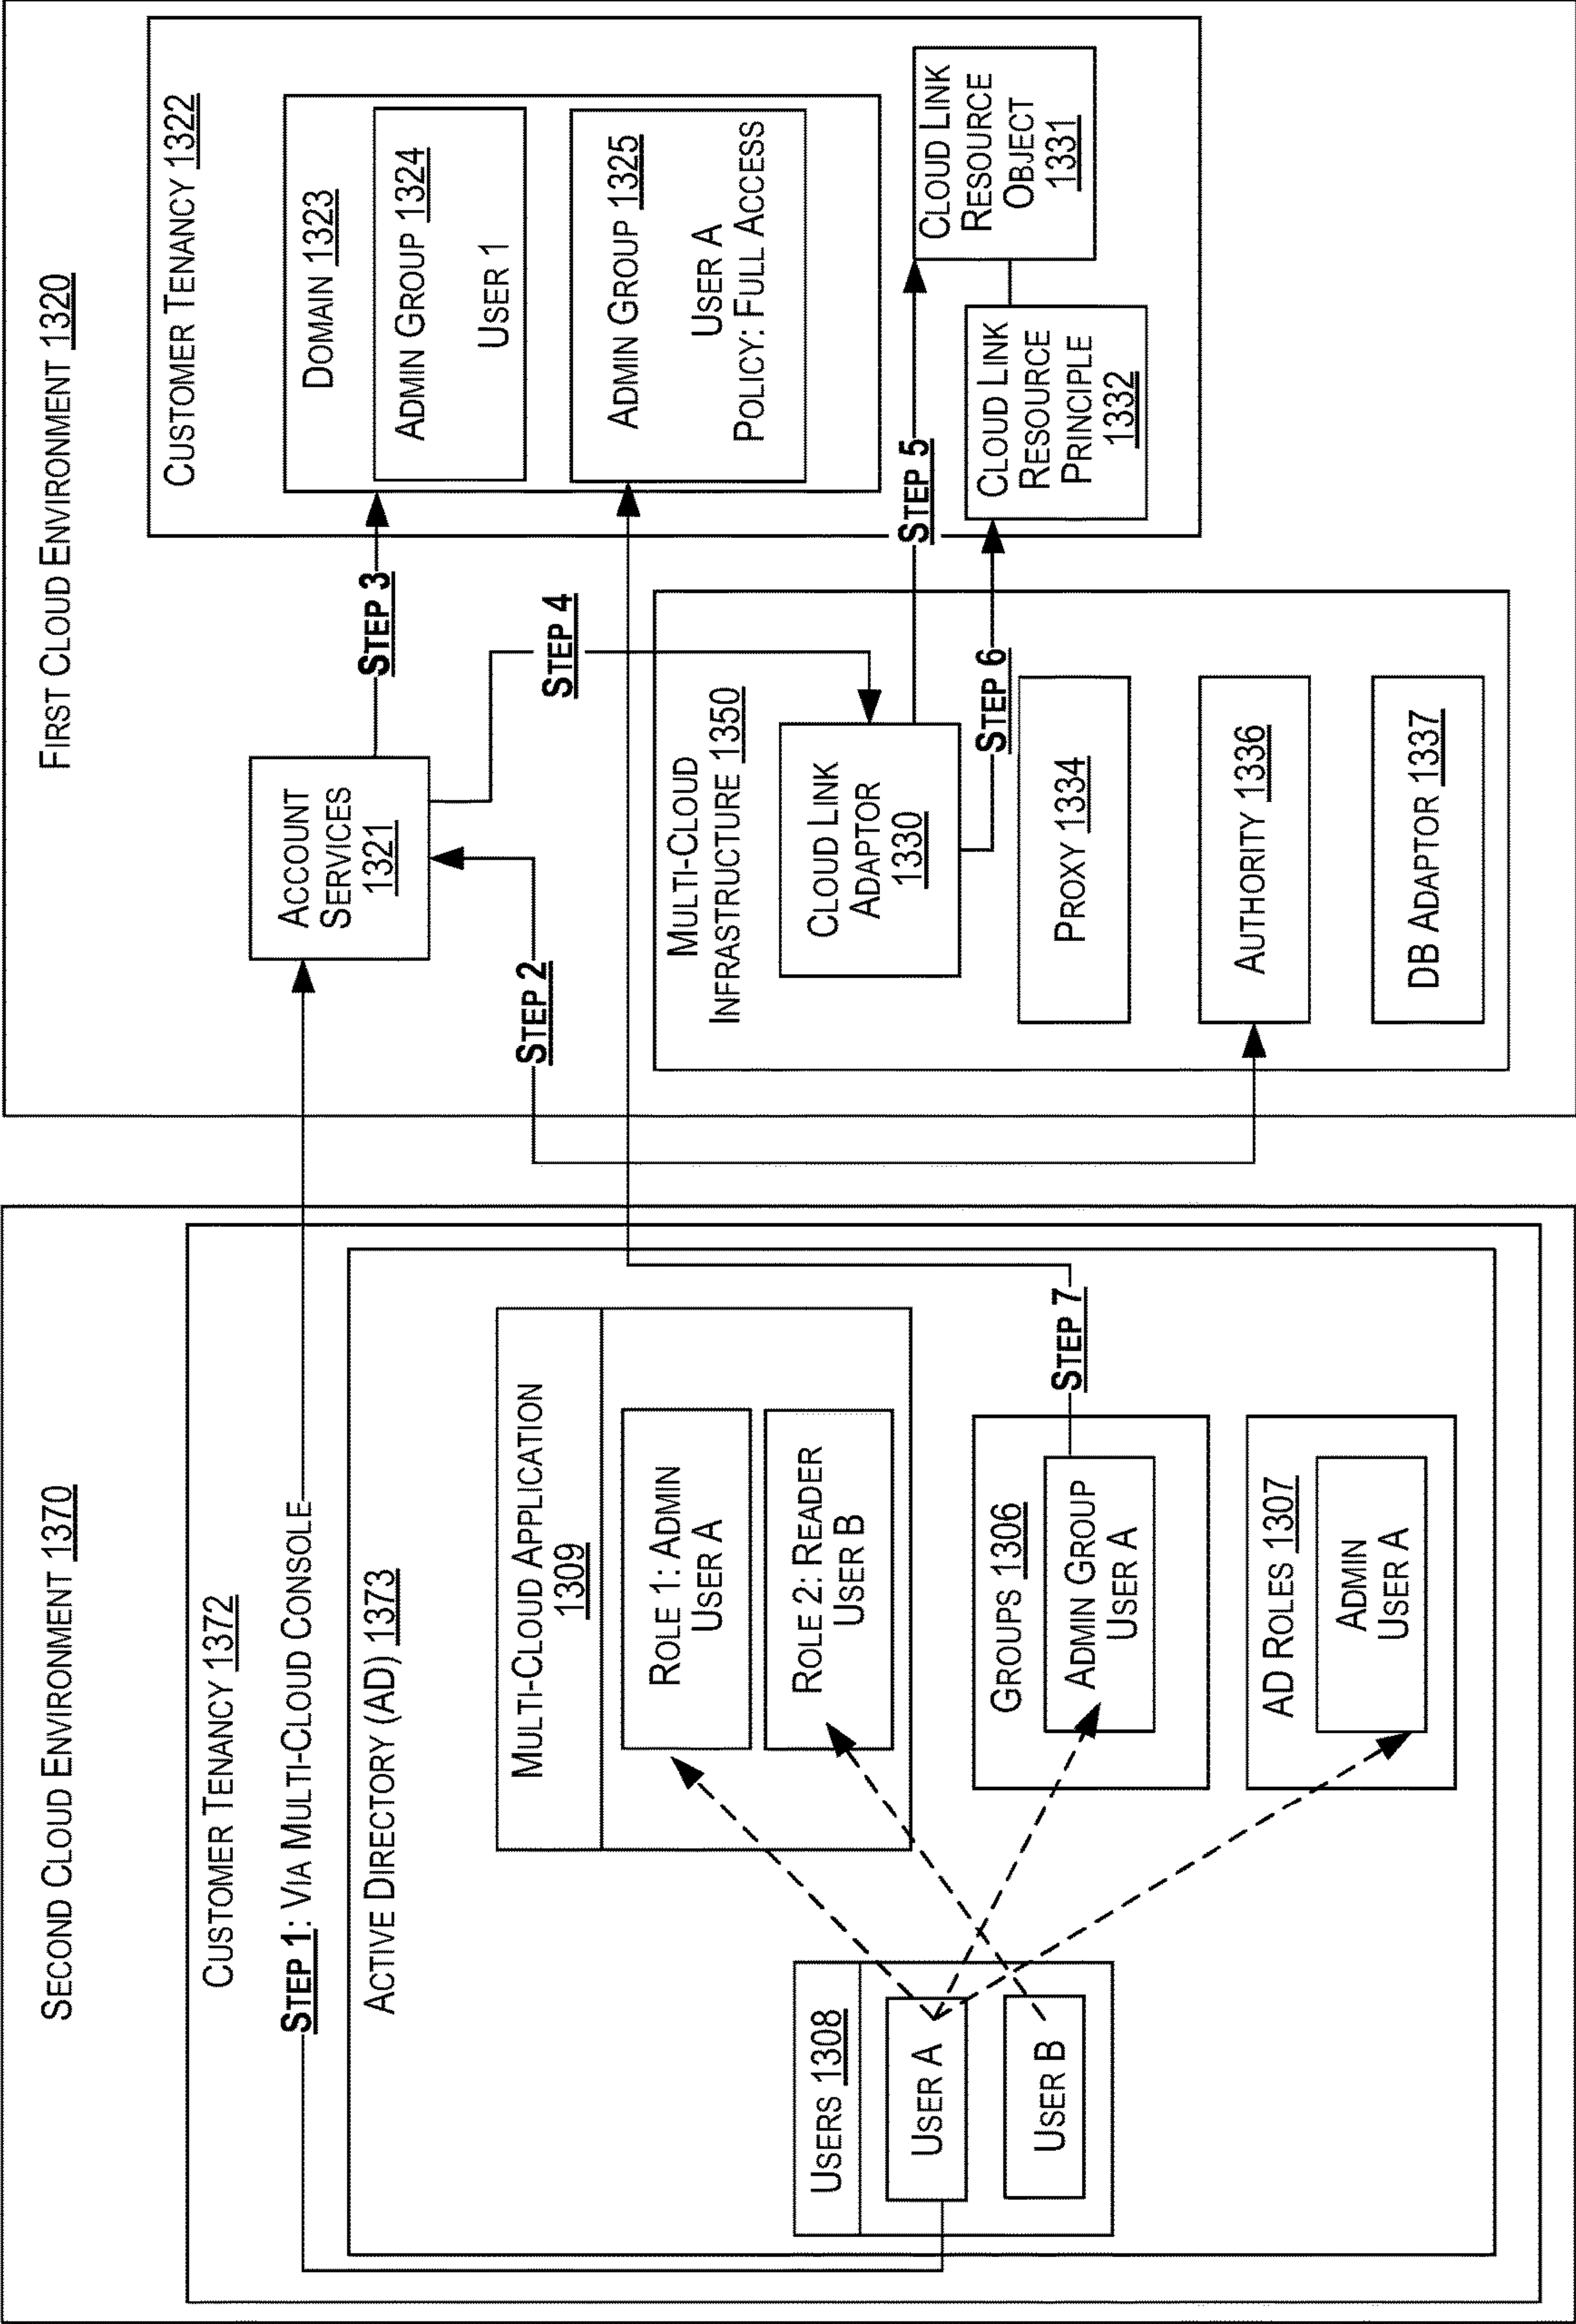 SECOND CLOUD ENVIRONMENT 1370
CUSTOMER TENANCY 1372
STEP 1: VIA MULTI-CLOUD CONSOLE
ACTIVE DIRECTORY (AD) 1373
MULTI-CLOUD APPLICATION
1309
ROLE 1: ADMIN
USER A
ROLE 2: READER
USER B
USERS 1308
USER A
USER B
GROUPS 1306
ADMIN GROUP
USER A
STEP 7
AD ROLES 1307
ADMIN
USER A
FIRST CLOUD ENVIRONMENT 1320
ACCOUNT
SERVICES
1321
STEP 2
STEP 3
STEP 4
CUSTOMER TENANCY 1322
DOMAIN 1323
ADMIN GROUP 1324
USER 1
ADMIN GROUP 1325
USER A
POLICY: FULL ACCESS
MULTI-CLOUD
INFRASTRUCTURE 1350
CLOUD LINK
ADAPTOR
1330
STEP 5
STEP 6
CLOUD LINK
RESOURCE
OBJECT
1331
CLOUD LINK
RESOURCE
PRINCIPLE
1332
PROXY 1334
AUTHORITY 1336
DB ADAPTOR 1337